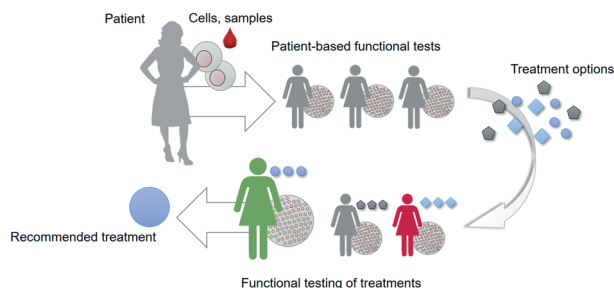 Patient
Cells, samples
Patient-based functional tests
Treatment options
Recommended treatment
Functional testing of treatments